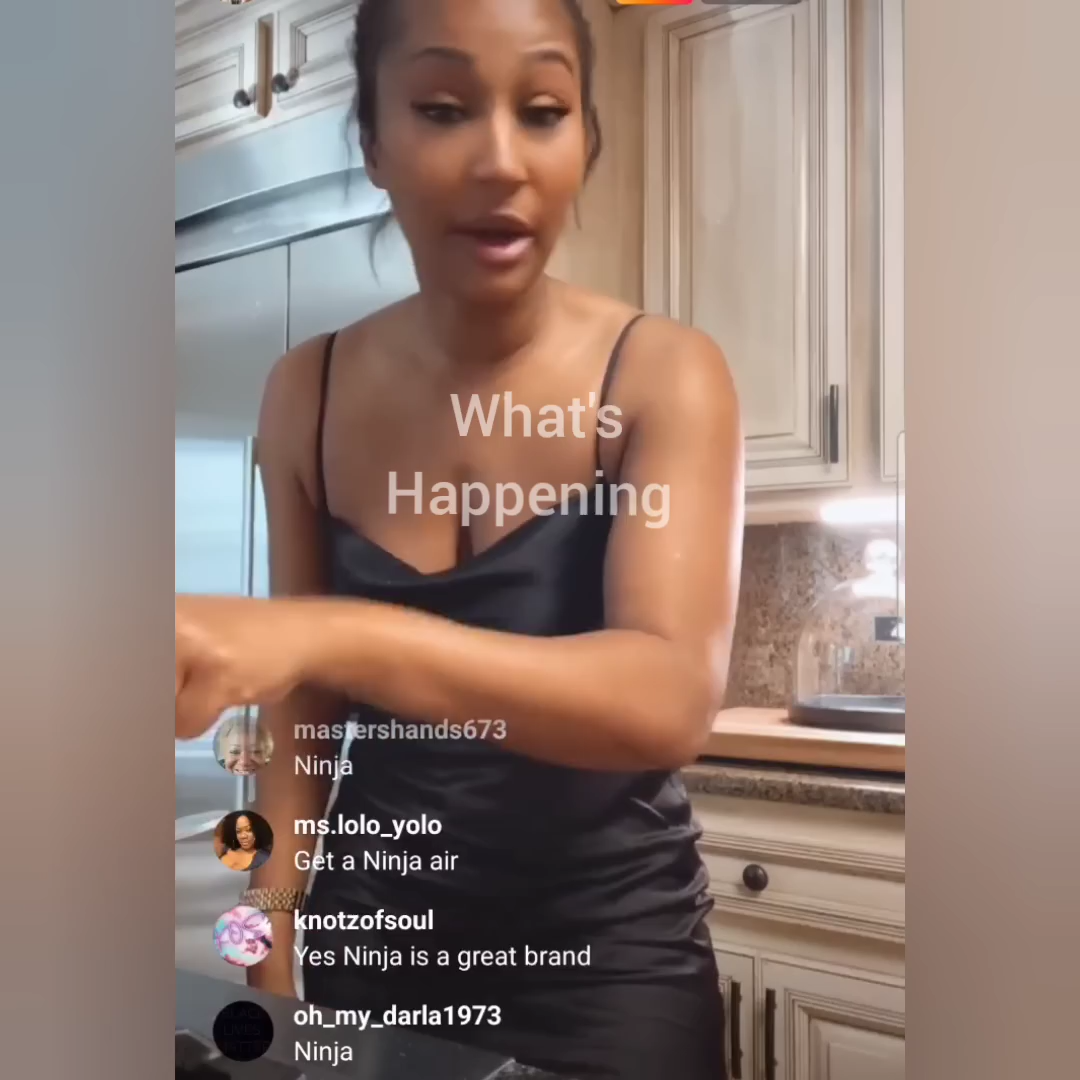 What's
Happening
mastershands673
Ninja
ms.lolo_yolo
Get a Ninja air
knotzofsoul
Yes Ninja is a great brand
oh_my_darla1973
Ninja